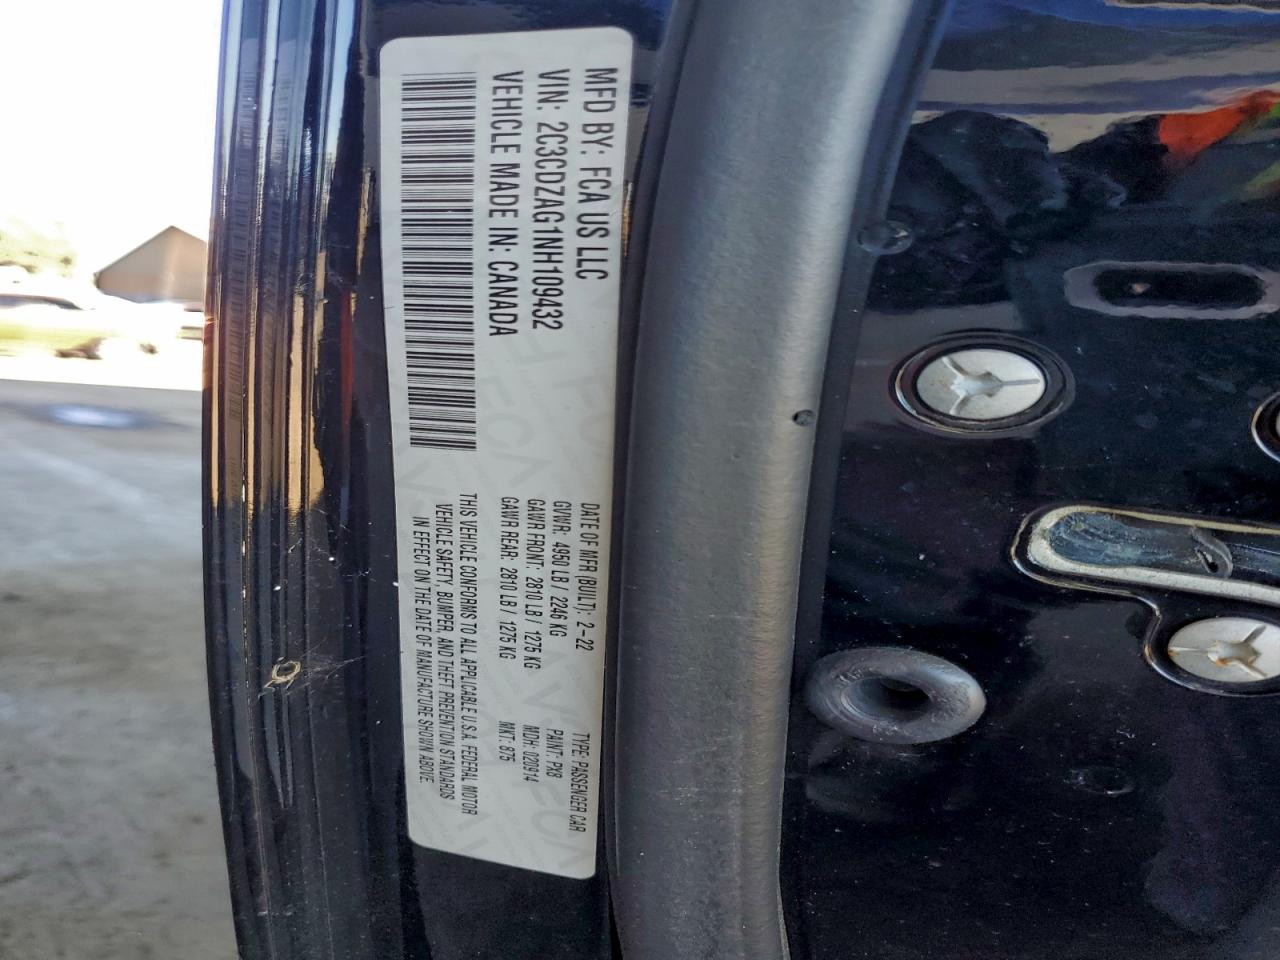 MFD BY: FCA US LLC
VIN: 2C3CDZAG1NH109432
VEHICLE MADE IN: CANADA
DATE OF MFR (BUILT): 2-22
GVWR: 4950 LB / 2246 KG
GAWR FRONT: 2810 LB / 1275 KG
GAWR REAR: 2810 LB / 1275 KG
TYPE: PASSENGER CAR
PAINT: PX8
MDH: 020914
MKT: 875
THIS VEHICLE CONFORMS TO ALL APPLICABLE U.S.A. FEDERAL MOTOR
VEHICLE SAFETY, BUMPER, AND THEFT PREVENTION STANDARDS
IN EFFECT ON THE DATE OF MANUFACTURE SHOWN ABOVE.